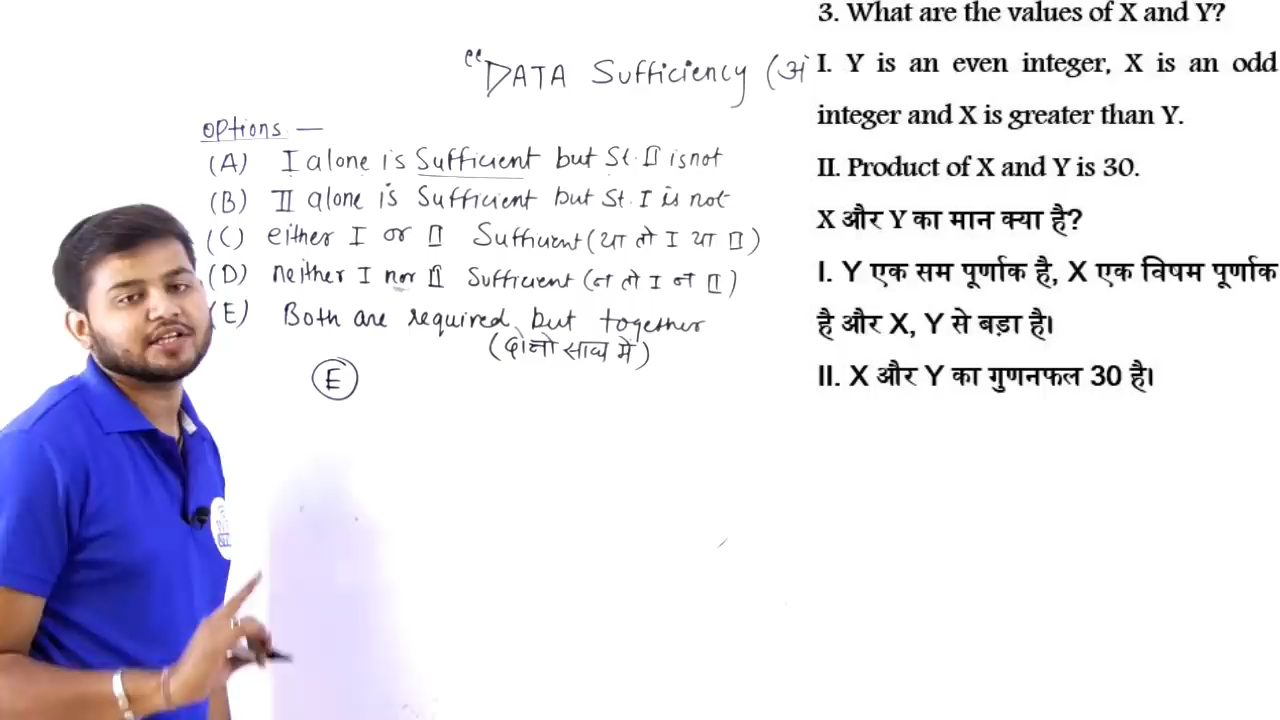 “DATA Sufficiency (अं
options —
(A) I alone is Sufficient but St. II is not
(B) II alone is Sufficient but St. I is not
(C) either I or II Sufficient (या तो I या II)
(D) neither I nor II Sufficient (न तो I न II)
(E) Both are required, but together
(दोनो साथ में)
E
3. What are the values of X and Y?
I. Y is an even integer, X is an odd
integer and X is greater than Y.
II. Product of X and Y is 30.
X और Y का मान क्या है?
I. Y एक सम पूर्णाक है, X एक विषम पूर्णाक
है और X, Y से बड़ा है।
II. X और Y का गुणनफल 30 है।